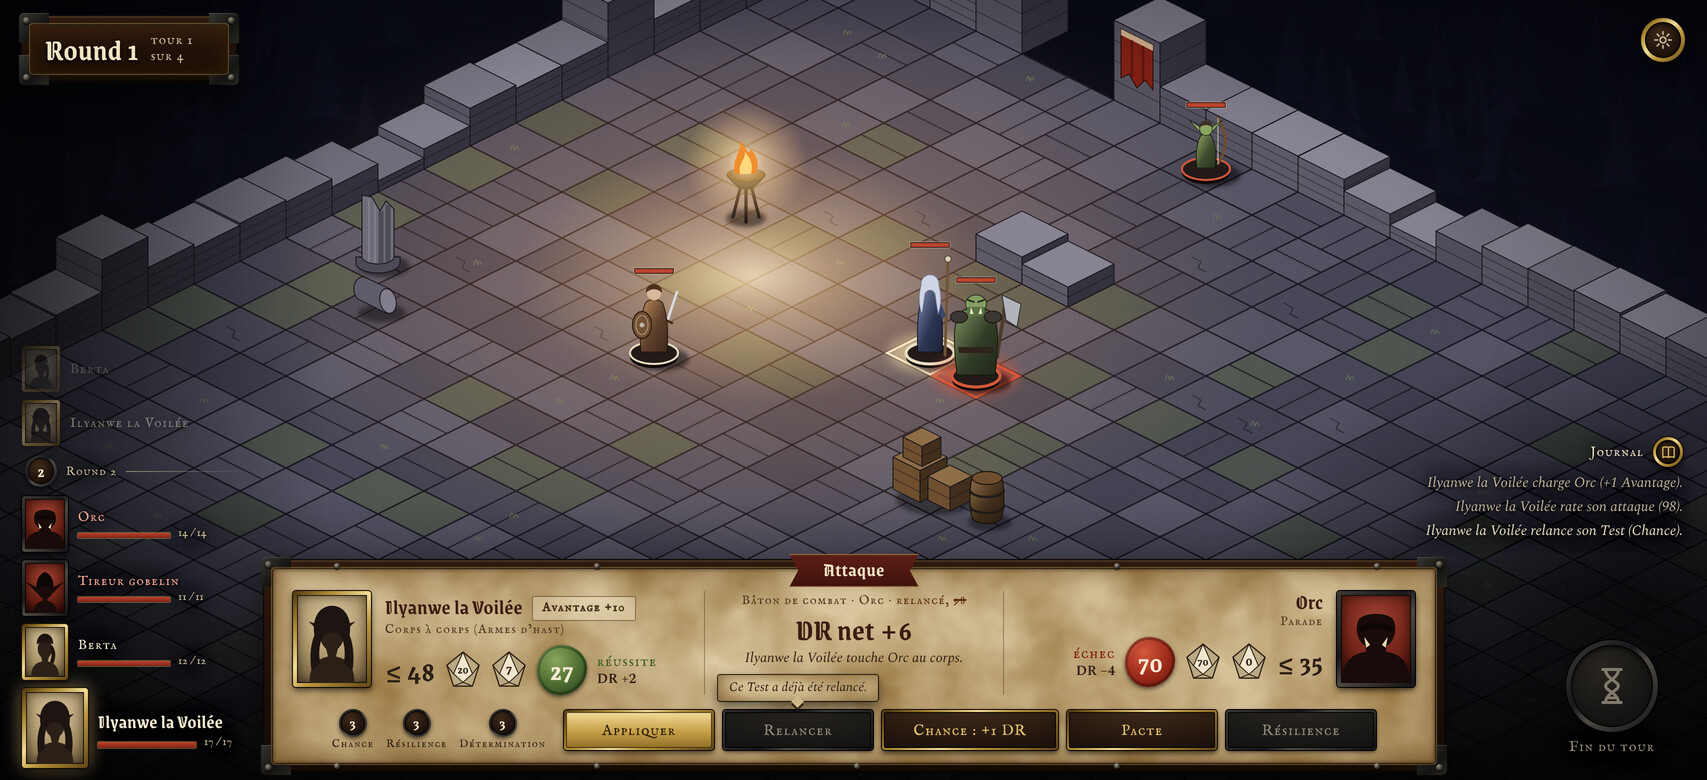 Round 1
TOUR 1
SUR 4
BERTA
ILYANWE LA VOILÉE
2 ROUND 2
ORC
14/14
TIREUR GOBELIN
11/11
BERTA
12/12
Ilyanwe la Voilée
17/17
JOURNAL
Ilyanwe la Voilée charge Orc (+1 Avantage).
Ilyanwe la Voilée rate son attaque (98).
Ilyanwe la Voilée relance son Test (Chance).
Attaque
Ilyanwe la Voilée AVANTAGE +10
CORPS À CORPS (ARMES D'HAST)
≤ 48 20 7 27 RÉUSSITE
DR +2
BÂTON DE COMBAT · ORC · RELANCÉ, 98
DR net +6
Ilyanwe la Voilée touche Orc au corps.
Ce Test a déjà été relancé.
Orc
PARADE
ÉCHEC
DR −4 70 70 0 ≤ 35
3 3 3
CHANCE RÉSILIENCE DÉTERMINATION
APPLIQUER
RELANCER
CHANCE : +1 DR
PACTE
RÉSILIENCE
FIN DU TOUR